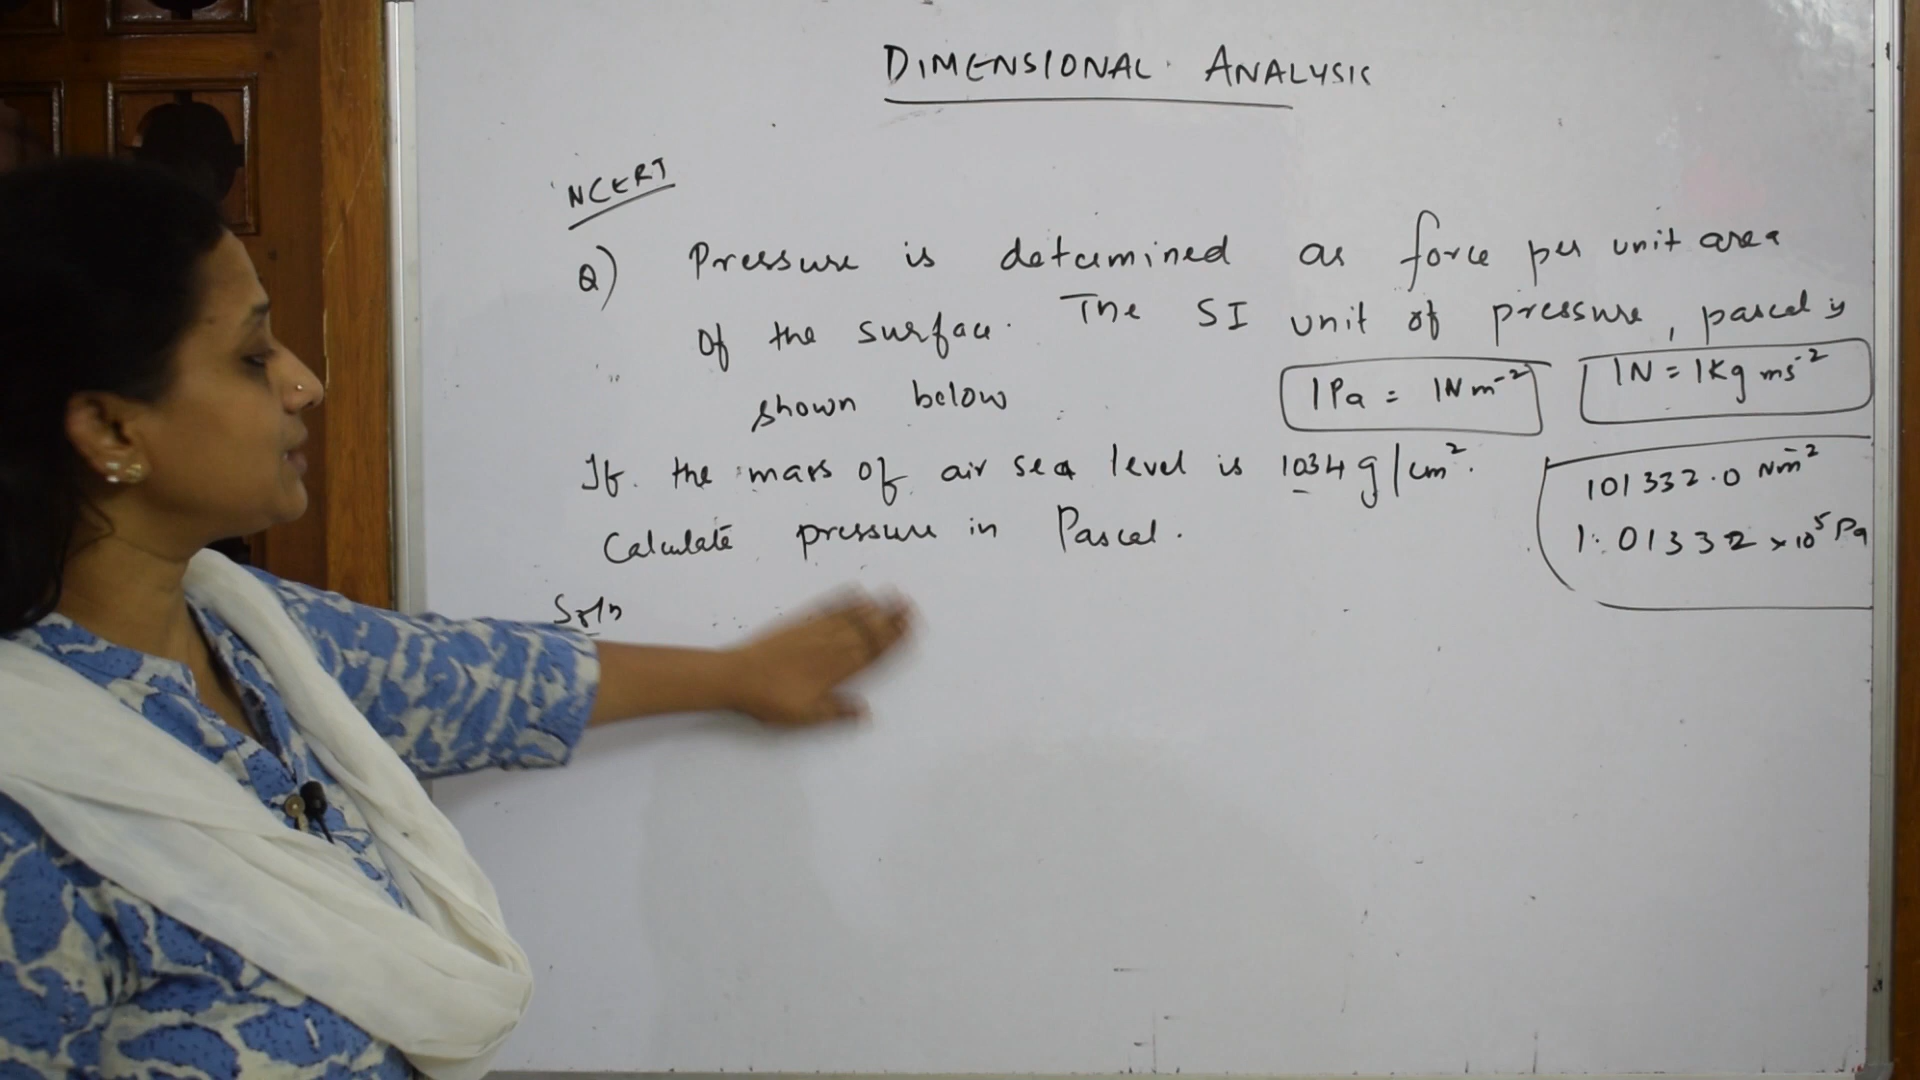 DIMENSIONAL ANALYSIS
NCERT
Q) Pressure is determined as force per unit area
of the surface. The SI unit of pressure, pascal is
shown below 1Pa = 1N m⁻² 1N = 1Kg ms⁻²
If the mass of air sea level is 1034 g/cm².
Calculate pressure in Pascal.
101332.0 Nm⁻²
1.01332 × 10⁵ Pa
Soln